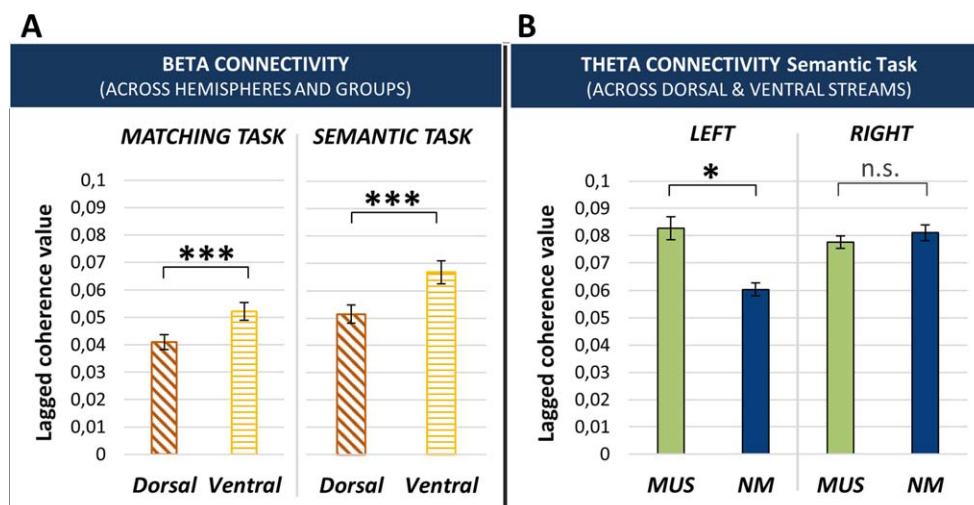 A
BETA CONNECTIVITY
(ACROSS HEMISPHERES AND GROUPS)
MATCHING TASK
SEMANTIC TASK
Lagged coherence value
0,1
0,09
0,08
0,07
0,06
0,05
0,04
0,03
0,02
0,01
0
***
***
Dorsal Ventral
Dorsal Ventral
B
THETA CONNECTIVITY Semantic Task
(ACROSS DORSAL & VENTRAL STREAMS)
LEFT
RIGHT
Lagged coherence value
0,1
0,09
0,08
0,07
0,06
0,05
0,04
0,03
0,02
0,01
0
*
n.s.
MUS NM
MUS NM